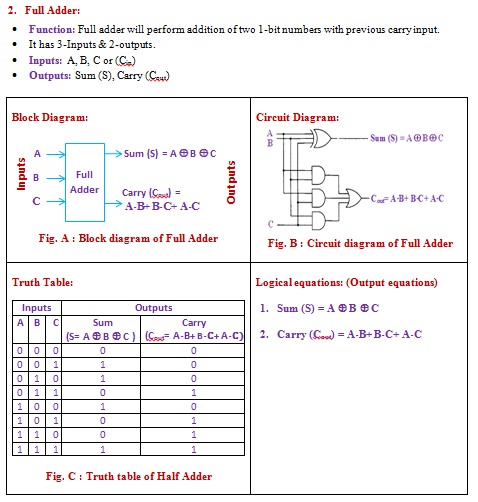 2. Full Adder:
• Function: Full adder will perform addition of two 1-bit numbers with previous carry input.
• It has 3-Inputs & 2-outputs.
• Inputs: A, B, C or (Cin)
• Outputs: Sum (S), Carry (Cout)
Block Diagram:
Inputs
A
B
C
Full
Adder
Sum (S) = A⊕B⊕C
Carry (Cout) =
A·B+ B·C+ A·C
Outputs
Fig. A : Block diagram of Full Adder
Circuit Diagram:
A
B
C
Sum (S) = A⊕B⊕C
Cout= A·B+ B·C+ A·C
Fig. B : Circuit diagram of Full Adder
Truth Table:
Inputs Outputs
A B C Sum Carry
(S= A⊕B⊕C) (Cout= A·B+ B·C+ A·C)
0 0 0 0 0
0 0 1 1 0
0 1 0 1 0
0 1 1 0 1
1 0 0 1 0
1 0 1 0 1
1 1 0 0 1
1 1 1 1 1
Fig. C : Truth table of Half Adder
Logical equations: (Output equations)
1. Sum (S) = A ⊕B ⊕C
2. Carry (Cout) = A·B+B·C+ A·C